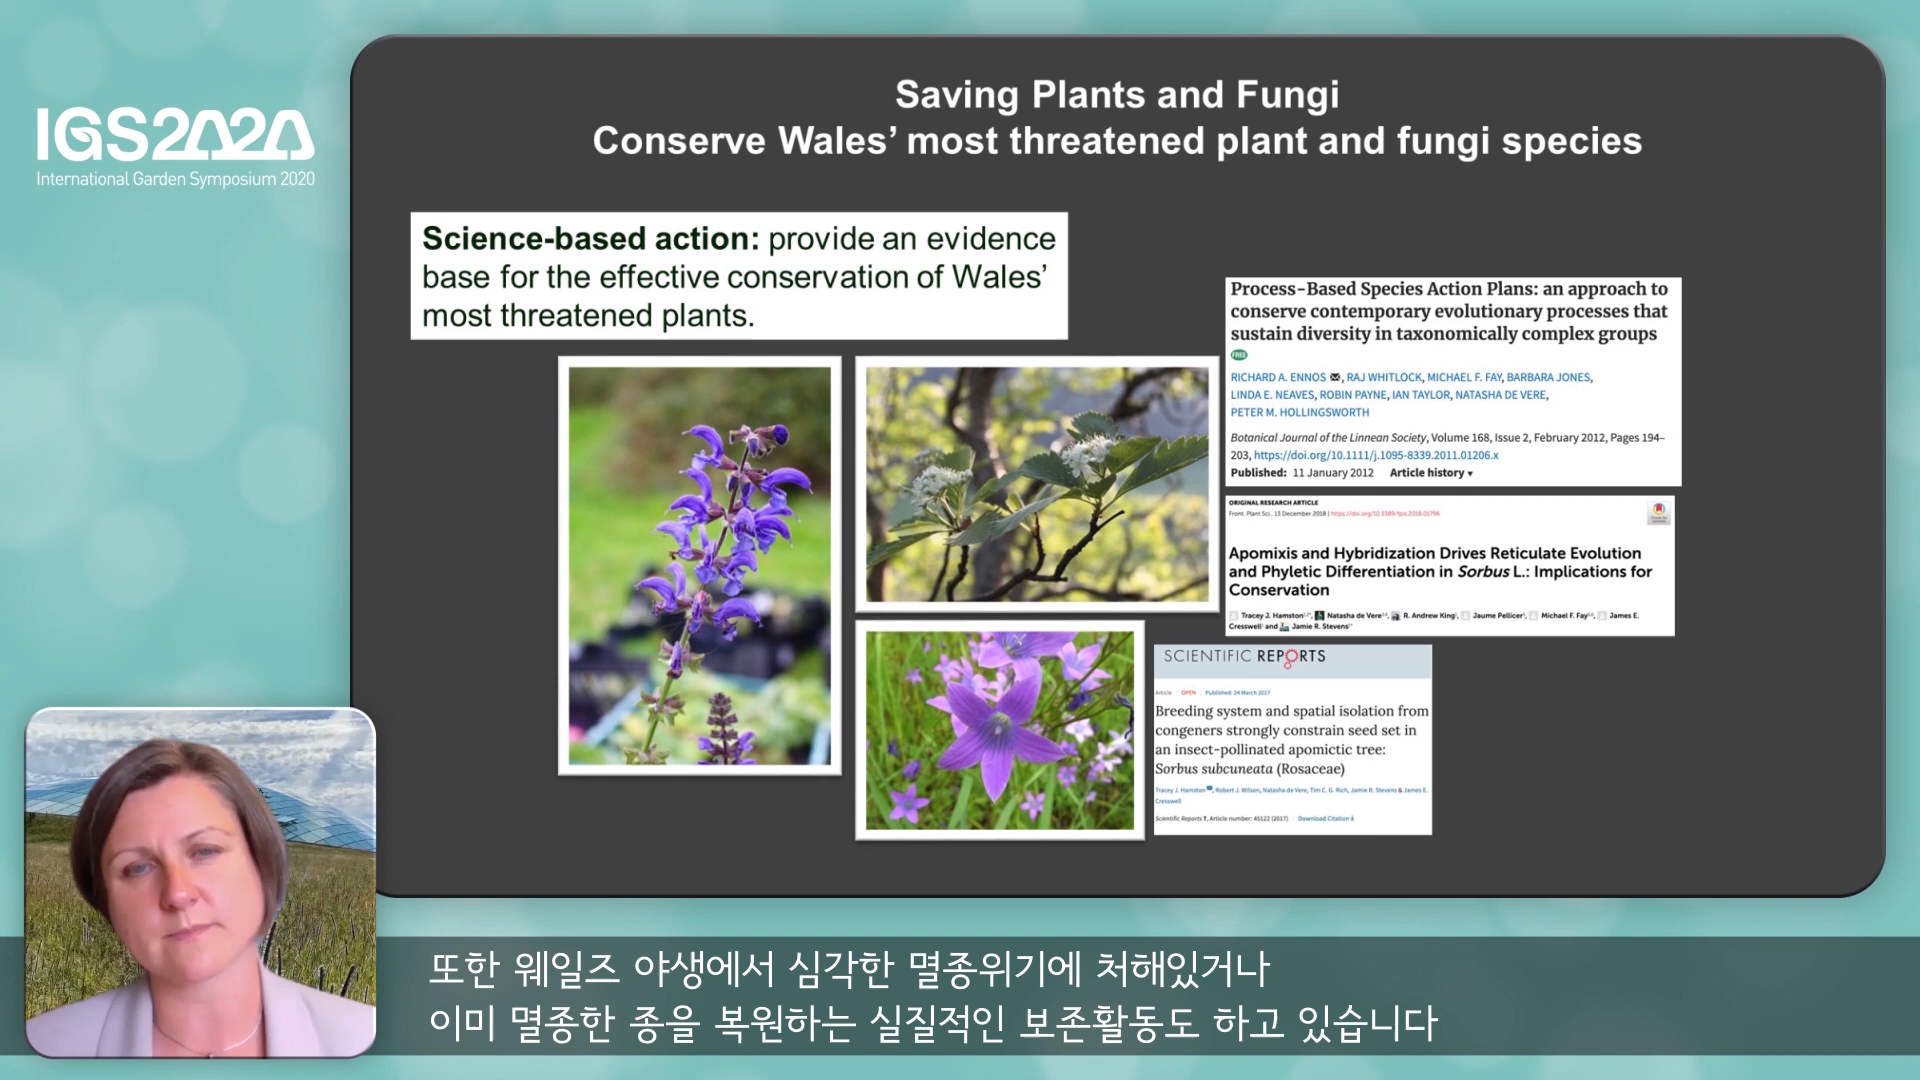 IGS2020
International Garden Symposium 2020
Saving Plants and Fungi
Conserve Wales’ most threatened plant and fungi species
Science-based action: provide an evidence
base for the effective conservation of Wales’
most threatened plants.
Process-Based Species Action Plans: an approach to
conserve contemporary evolutionary processes that
sustain diversity in taxonomically complex groups
FREE
RICHARD A. ENNOS, RAJ WHITLOCK, MICHAEL F. FAY, BARBARA JONES,
LINDA E. NEAVES, ROBIN PAYNE, IAN TAYLOR, NATASHA DE VERE,
PETER M. HOLLINGSWORTH
Botanical Journal of the Linnean Society, Volume 168, Issue 2, February 2012, Pages 194–
203, https://doi.org/10.1111/j.1095-8339.2011.01206.x
Published: 11 January 2012 Article history
ORIGINAL RESEARCH ARTICLE
Front. Plant Sci., 13 December 2018 | https://doi.org/10.3389/fpls.2018.01796
Apomixis and Hybridization Drives Reticulate Evolution
and Phyletic Differentiation in Sorbus L.: Implications for
Conservation
Tracey J. Hamston, Natasha de Vere, R. Andrew King, Jaume Pellicer, Michael F. Fay, James E.
Cresswell and Jamie R. Stevens
SCIENTIFIC REPORTS
Article | OPEN | Published: 24 March 2017
Breeding system and spatial isolation from
congeners strongly constrain seed set in
an insect-pollinated apomictic tree:
Sorbus subcuneata (Rosaceae)
Tracey J. Hamston, Robert J. Wilson, Natasha de Vere, Tim C. G. Rich, Jamie R. Stevens & James E.
Cresswell
Scientific Reports 7, Article number: 45122 (2017) | Download Citation
또한 웨일즈 야생에서 심각한 멸종위기에 처해있거나
이미 멸종한 종을 복원하는 실질적인 보존활동도 하고 있습니다